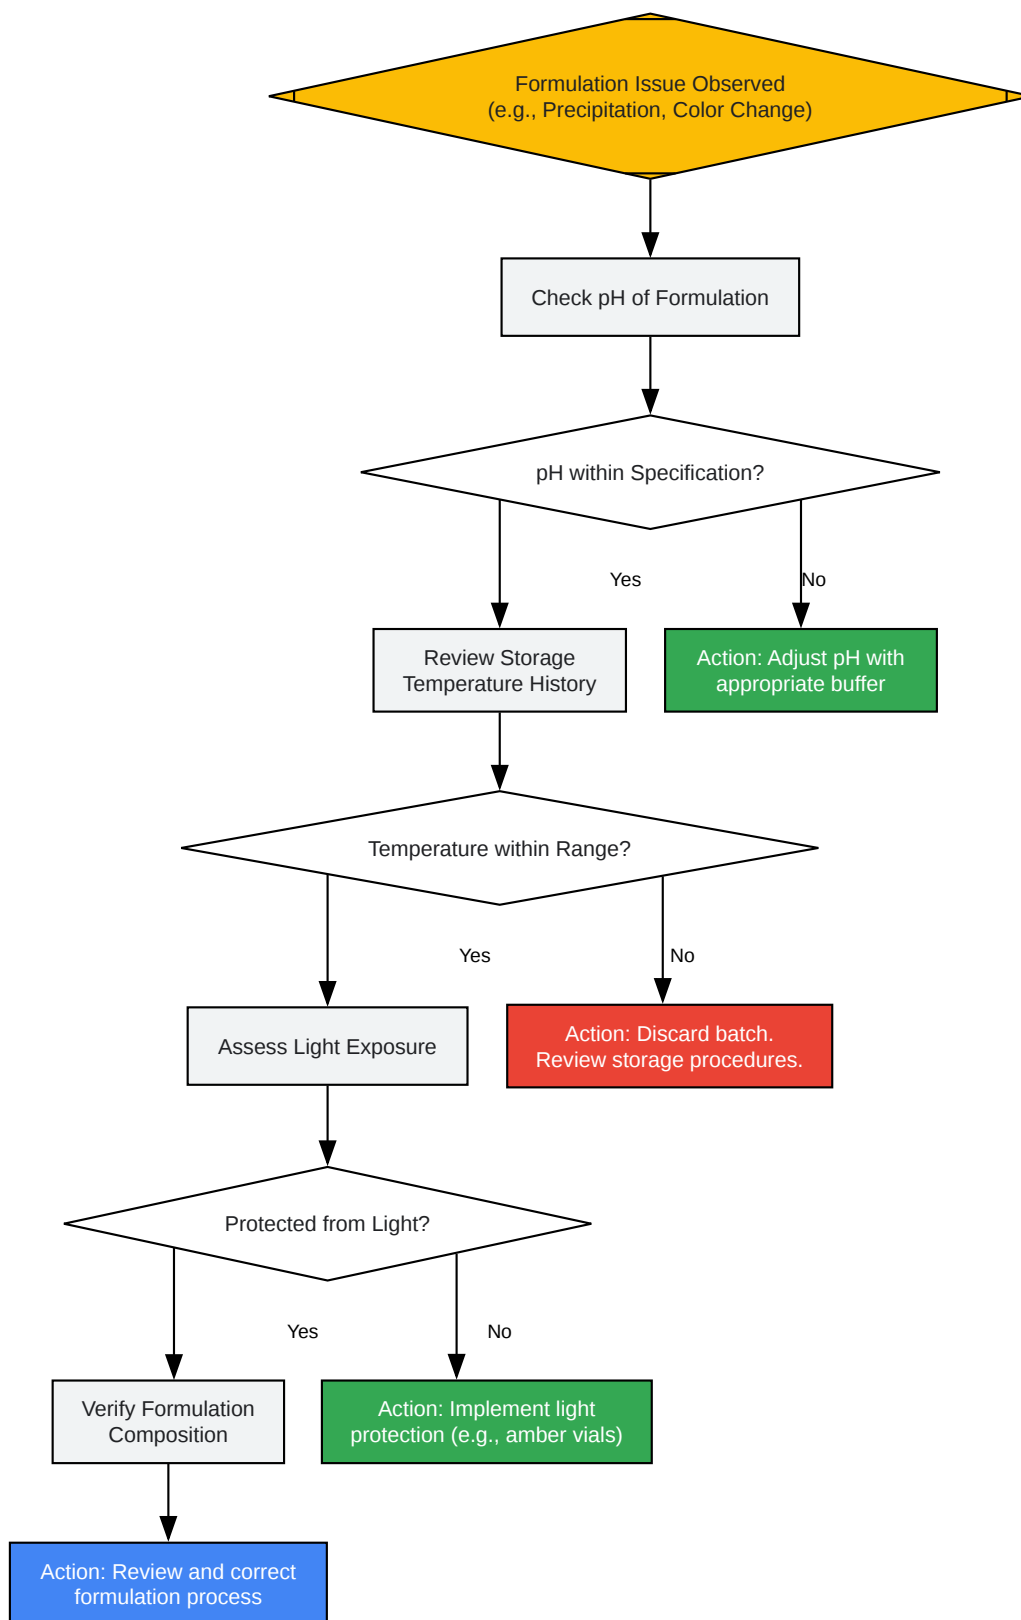 Formulation Issue Observed
(e.g., Precipitation, Color Change)
Check pH of Formulation
pH within Specification?
Yes
No
Review Storage
Temperature History
Action: Adjust pH with
appropriate buffer
Temperature within Range?
Yes
No
Assess Light Exposure
Action: Discard batch.
Review storage procedures.
Protected from Light?
Yes
No
Verify Formulation
Composition
Action: Implement light
protection (e.g., amber vials)
Action: Review and correct
formulation process